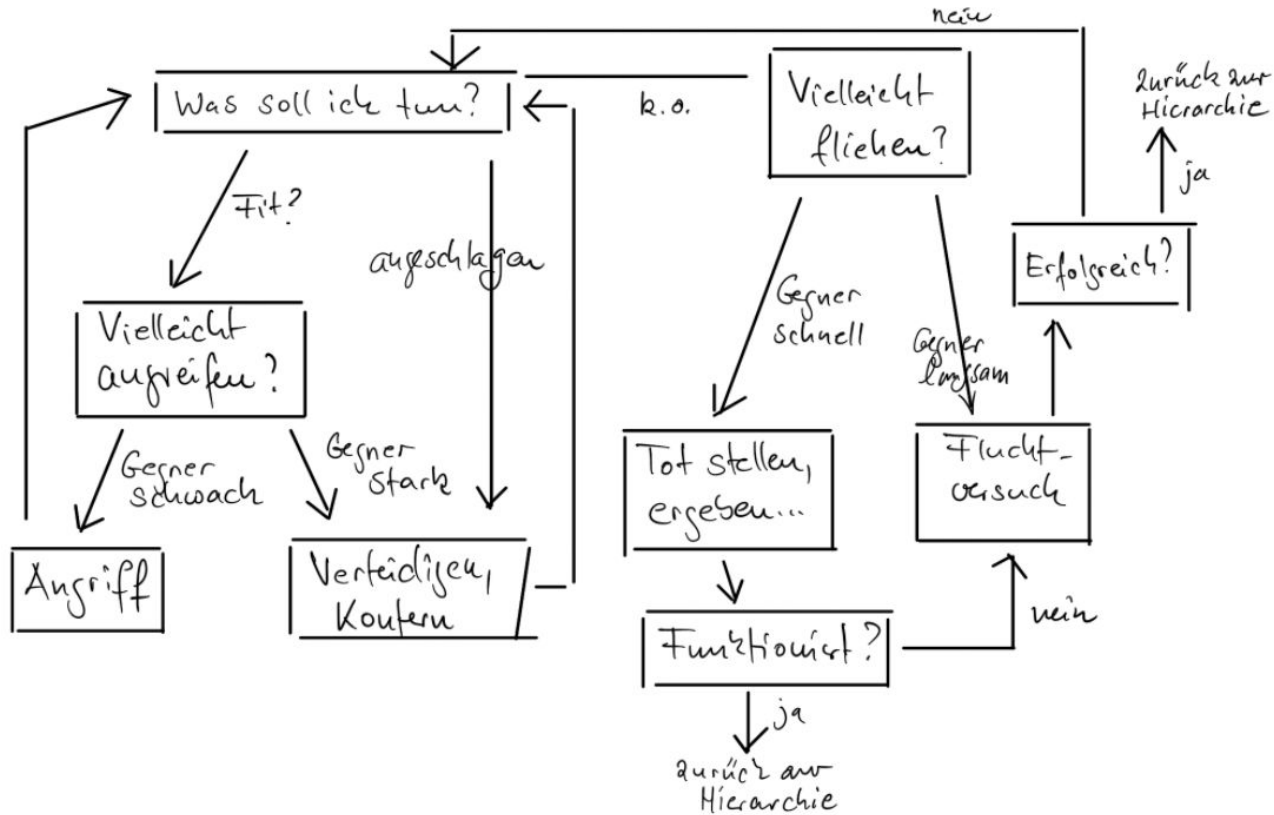 nein
Was soll ich tun?
k.o.
Vielleicht
fliehen?
zurück zur
Hierarchie
ja
Erfolgreich?
Fit?
angeschlagen
Vielleicht
angreifen?
Gegner
schnell
Gegner
langsam
Gegner
schwach
Gegner
stark
Tot stellen,
ergeben...
Flucht-
versuch
Angriff
Verteidigen,
Kontern
Funktioniert?
nein
ja
zurück zur
Hierarchie